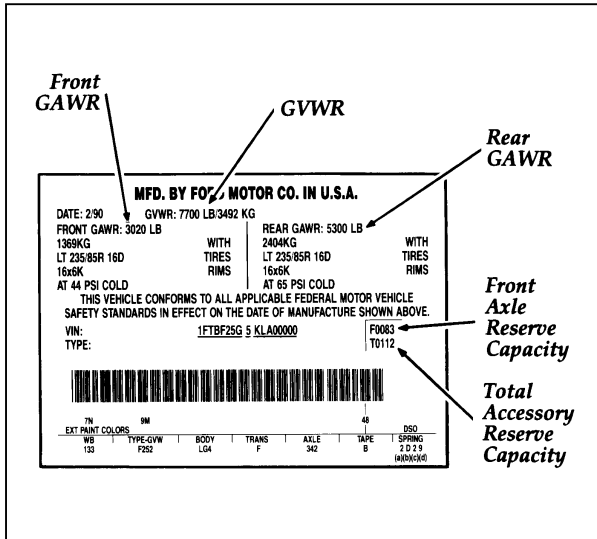 Front
GAWR
GVWR
Rear
GAWR
MFD. BY FORD MOTOR CO. IN U.S.A.
DATE: 2/90 GVWR: 7700 LB/3492 KG
FRONT GAWR: 3020 LB
1369KG WITH
LT 235/85R 16D TIRES
16x6K RIMS
AT 44 PSI COLD
REAR GAWR: 5300 LB
2404KG WITH
LT 235/85R 16D TIRES
16x6K RIMS
AT 65 PSI COLD
THIS VEHICLE CONFORMS TO ALL APPLICABLE FEDERAL MOTOR VEHICLE
SAFETY STANDARDS IN EFFECT ON THE DATE OF MANUFACTURE SHOWN ABOVE.
VIN: 1FTBF25G 5 KLA00000 F0083
TYPE: T0112
Front
Axle
Reserve
Capacity
Total
Accessory
Reserve
Capacity
7N 9M 48
EXT PAINT COLORS DSO
WB TYPE-GVW BODY TRANS AXLE TAPE SPRING
133 F252 LG4 F 342 B 2 D 2 9
(a)(b)(c)(d)